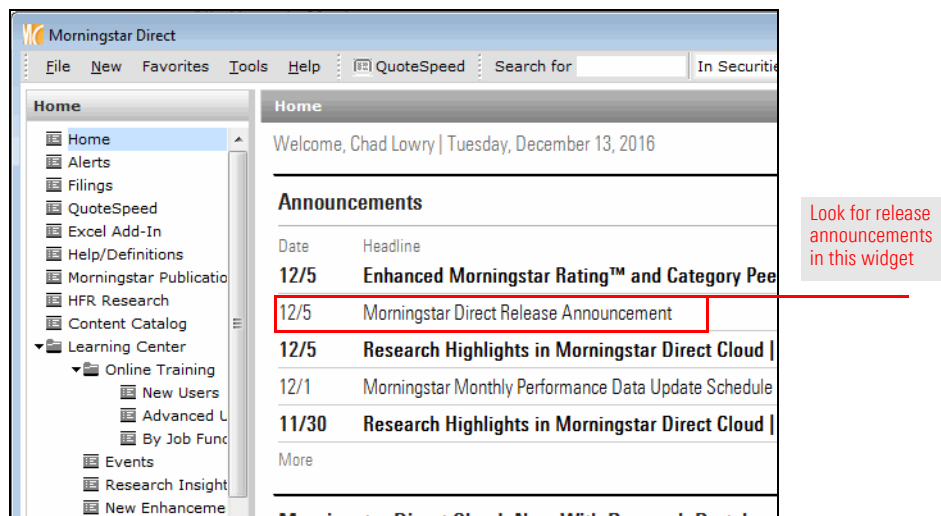 Morningstar Direct
File New Favorites Tools Help QuoteSpeed Search for In Securitie
Home
Home
Alerts
Filings
QuoteSpeed
Excel Add-In
Help/Definitions
Morningstar Publicatio
HFR Research
Content Catalog
Learning Center
Online Training
New Users
Advanced U
By Job Func
Events
Research Insight
New Enhanceme
Home
Welcome, Chad Lowry | Tuesday, December 13, 2016
Announcements
Date Headline
12/5 Enhanced Morningstar Rating™ and Category Pee
12/5 Morningstar Direct Release Announcement
12/5 Research Highlights in Morningstar Direct Cloud |
12/1 Morningstar Monthly Performance Data Update Schedule
11/30 Research Highlights in Morningstar Direct Cloud |
More
Look for release
announcements
in this widget